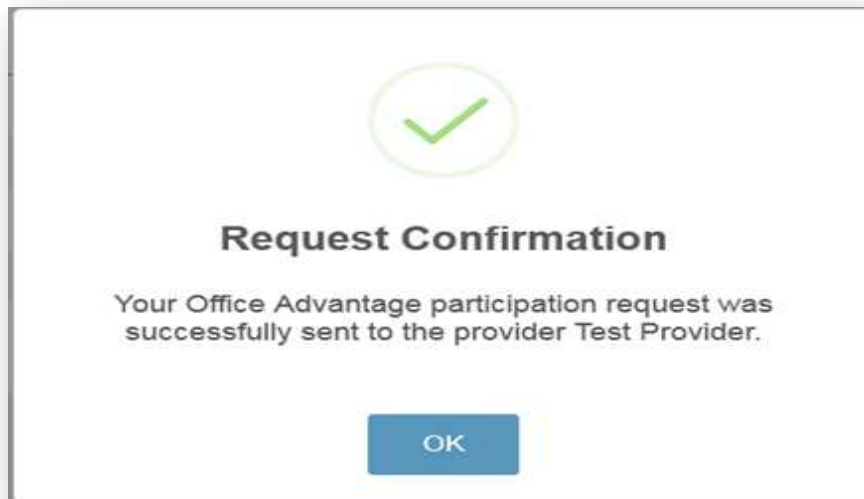 Request Confirmation
Your Office Advantage participation request was
successfully sent to the provider Test Provider.
OK